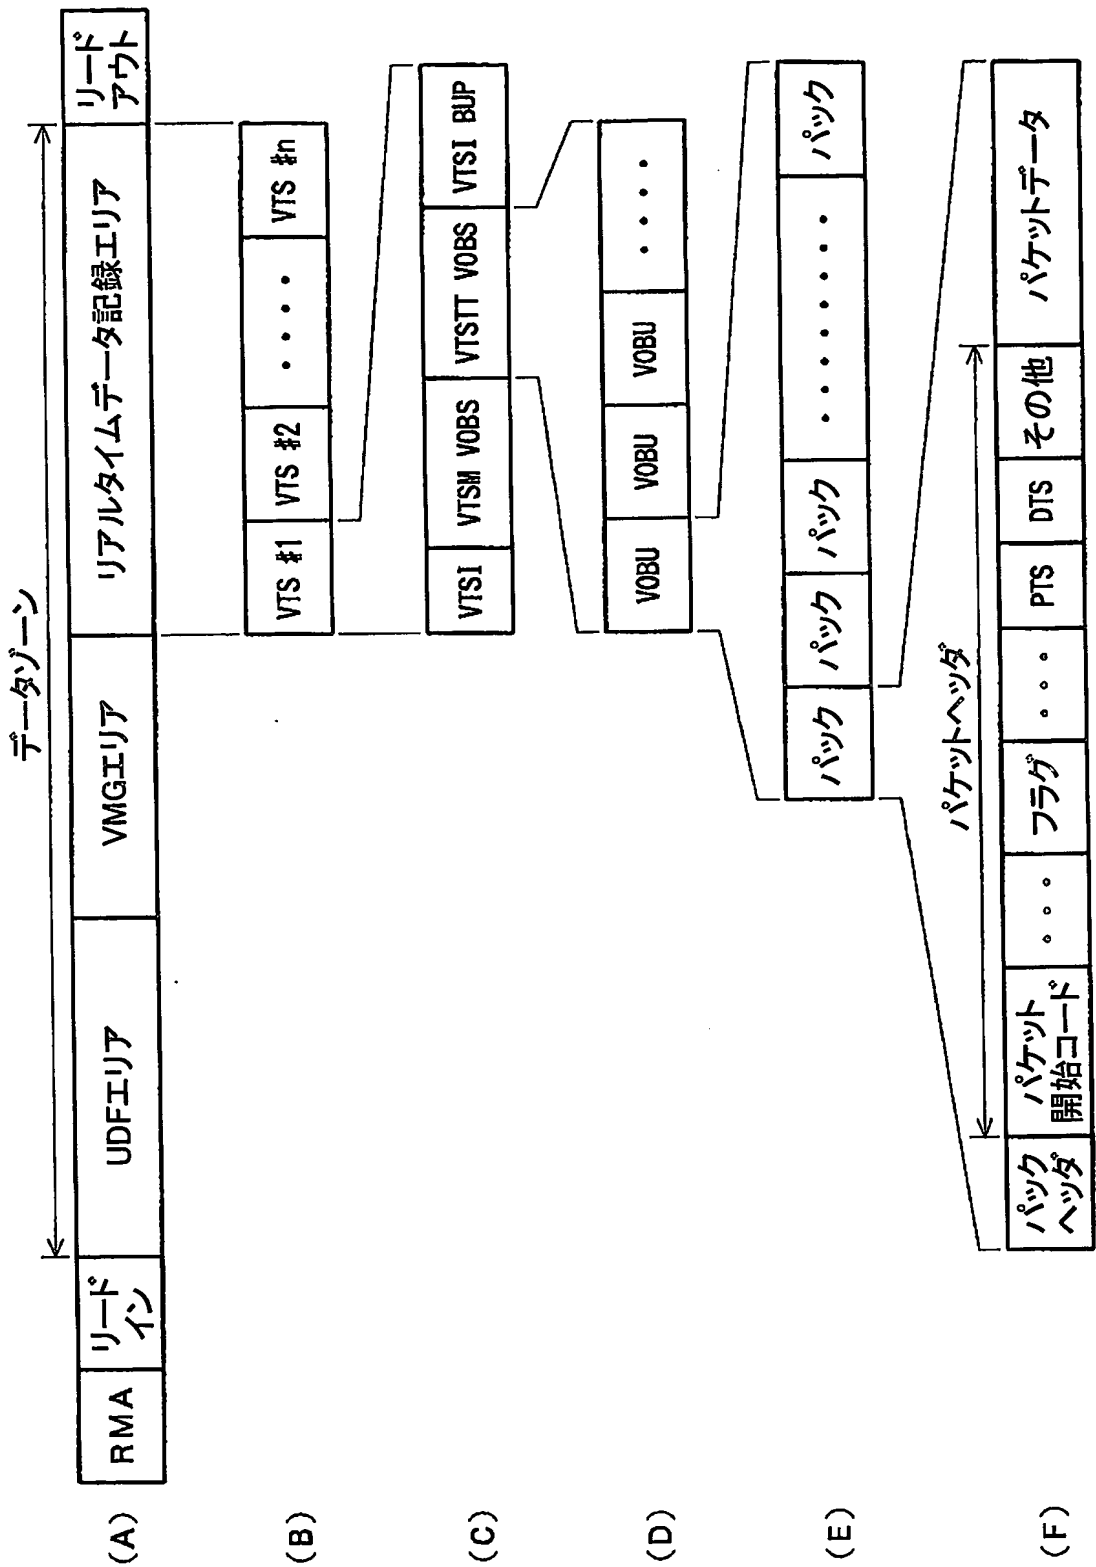 データゾーン
(A)
RMA
リード
イン
UDFエリア
VMGエリア
リアルタイムデータ記録エリア
リード
アウト
(B)
VTS #1
VTS #2
・・・・
VTS #n
(C)
VTSI
VTSM VOBS
VTSTT VOBS
VTSI BUP
(D)
VOBU
VOBU
VOBU
・・・・
(E)
パック
パック
パック
・・・・・・・・
パック
パケットヘッダ
(F)
パック
ヘッダ
パケット
開始コード
。。。
フラグ
。。。
PTS
DTS
その他
パケットデータ